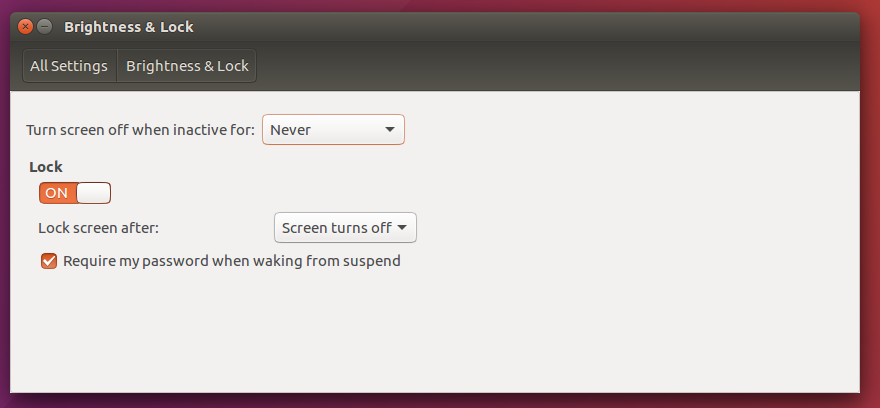 Brightness & Lock
All Settings Brightness & Lock
Turn screen off when inactive for: Never
Lock
ON
Lock screen after: Screen turns off
Require my password when waking from suspend